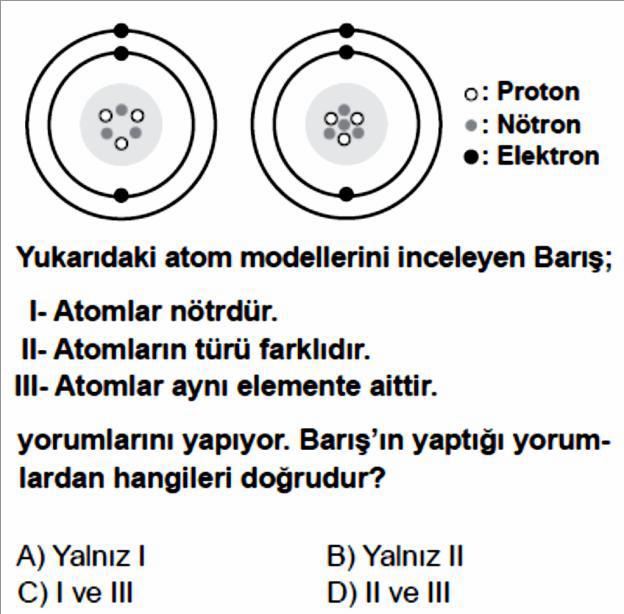 : Proton
: Nötron
: Elektron
Yukarıdaki atom modellerini inceleyen Barış;
I- Atomlar nötrdür.
II- Atomların türü farklıdır.
III- Atomlar aynı elemente aittir.
yorumlarını yapıyor. Barış’ın yaptığı yorum-
lardan hangileri doğrudur?
A) Yalnız I B) Yalnız II
C) I ve III D) II ve III